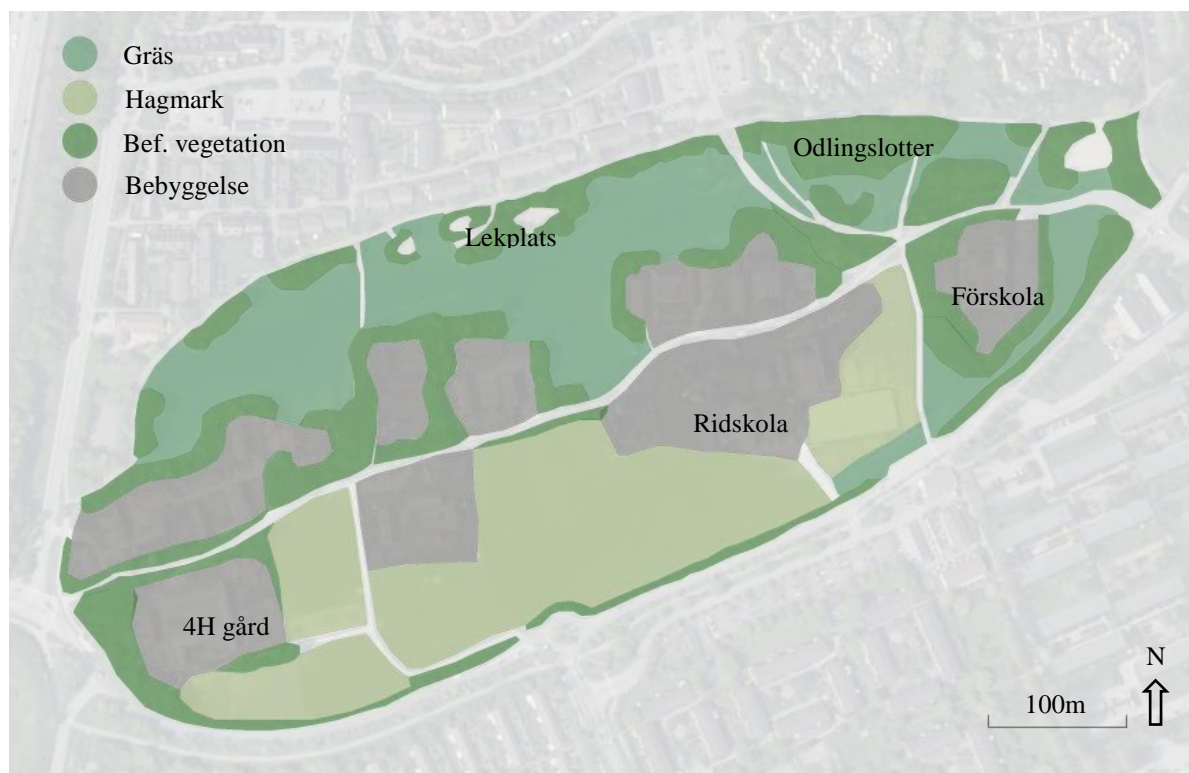 Gräs
Hagmark
Bef. vegetation
Bebyggelse
Odlingslotter
Lekplats
Förskola
Ridskola
4H gård
N
100m